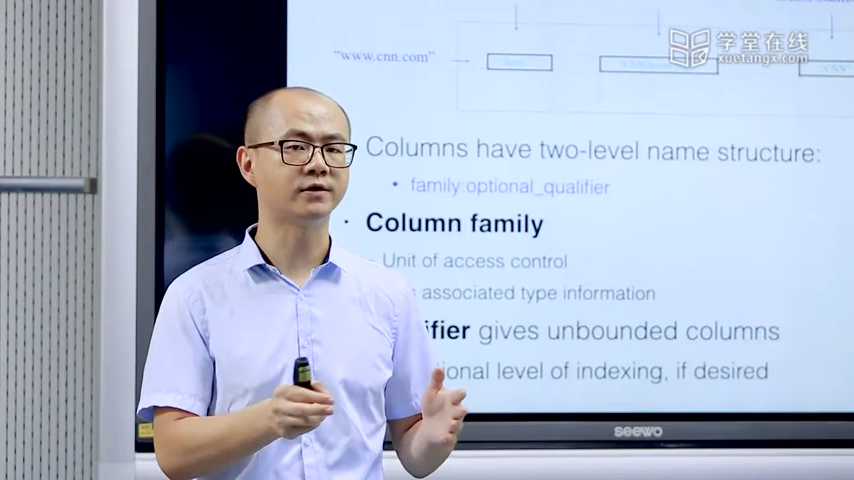 "www.cnn.com"
学堂在线
xuetangx.com
Columns have two-level name structure:
• family:optional_qualifier
· Column family
Unit of access control
associated type information
ifier gives unbounded columns
tional level of indexing, if desired
seewo